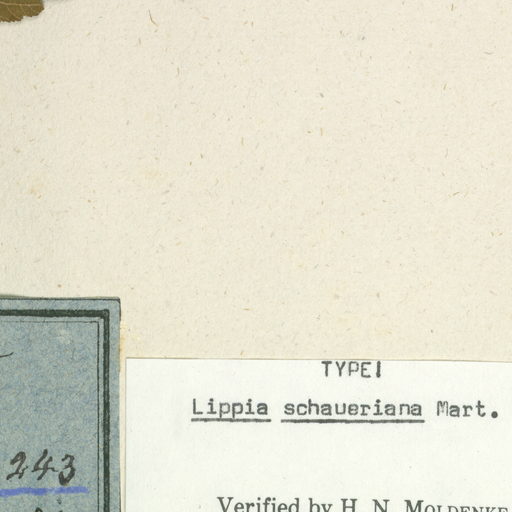 TYPE!
Lippia schaueriana Mart.
243
Verified by H. N. MOLDENKE